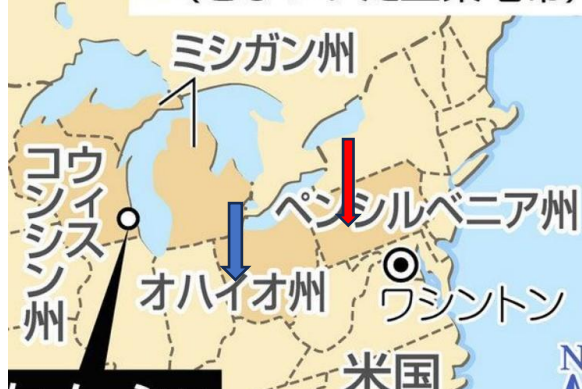 ミシガン州
ウィス
コンシン州
ペンシルベニア州
オハイオ州
ワシントン
米国
N